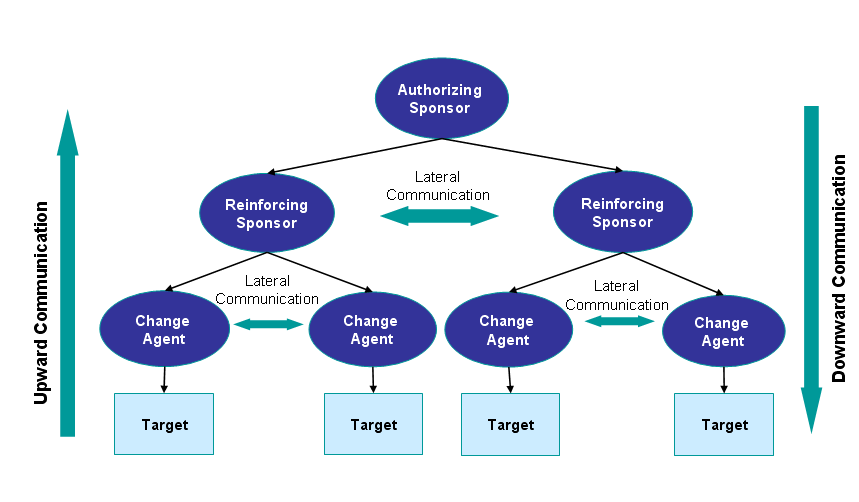 Authorizing
Sponsor
Lateral
Communication
Reinforcing
Sponsor
Reinforcing
Sponsor
Upward Communication
Downward Communication
Lateral
Communication
Lateral
Communication
Change
Agent
Change
Agent
Change
Agent
Change
Agent
Target
Target
Target
Target